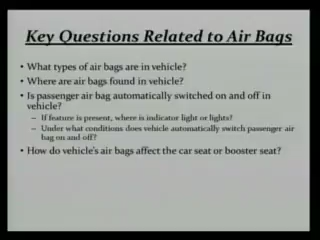 Key Questions Related to Air Bags
• What types of air bags are in vehicle?
• Where are air bags found in vehicle?
• Is passenger air bag automatically switched on and off in
vehicle?
– If feature is present, where is indicator light or lights?
– Under what conditions does vehicle automatically switch passenger air
bag on and off?
• How do vehicle's air bags affect the car seat or booster seat?